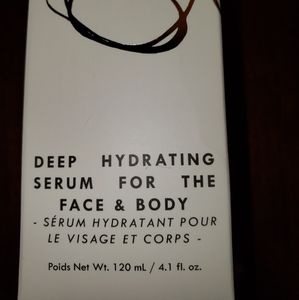 DEEP HYDRATING
SERUM FOR THE
FACE & BODY
- SÉRUM HYDRATANT POUR
LE VISAGE ET CORPS -
Poids Net Wt. 120 mL / 4.1 fl. oz.